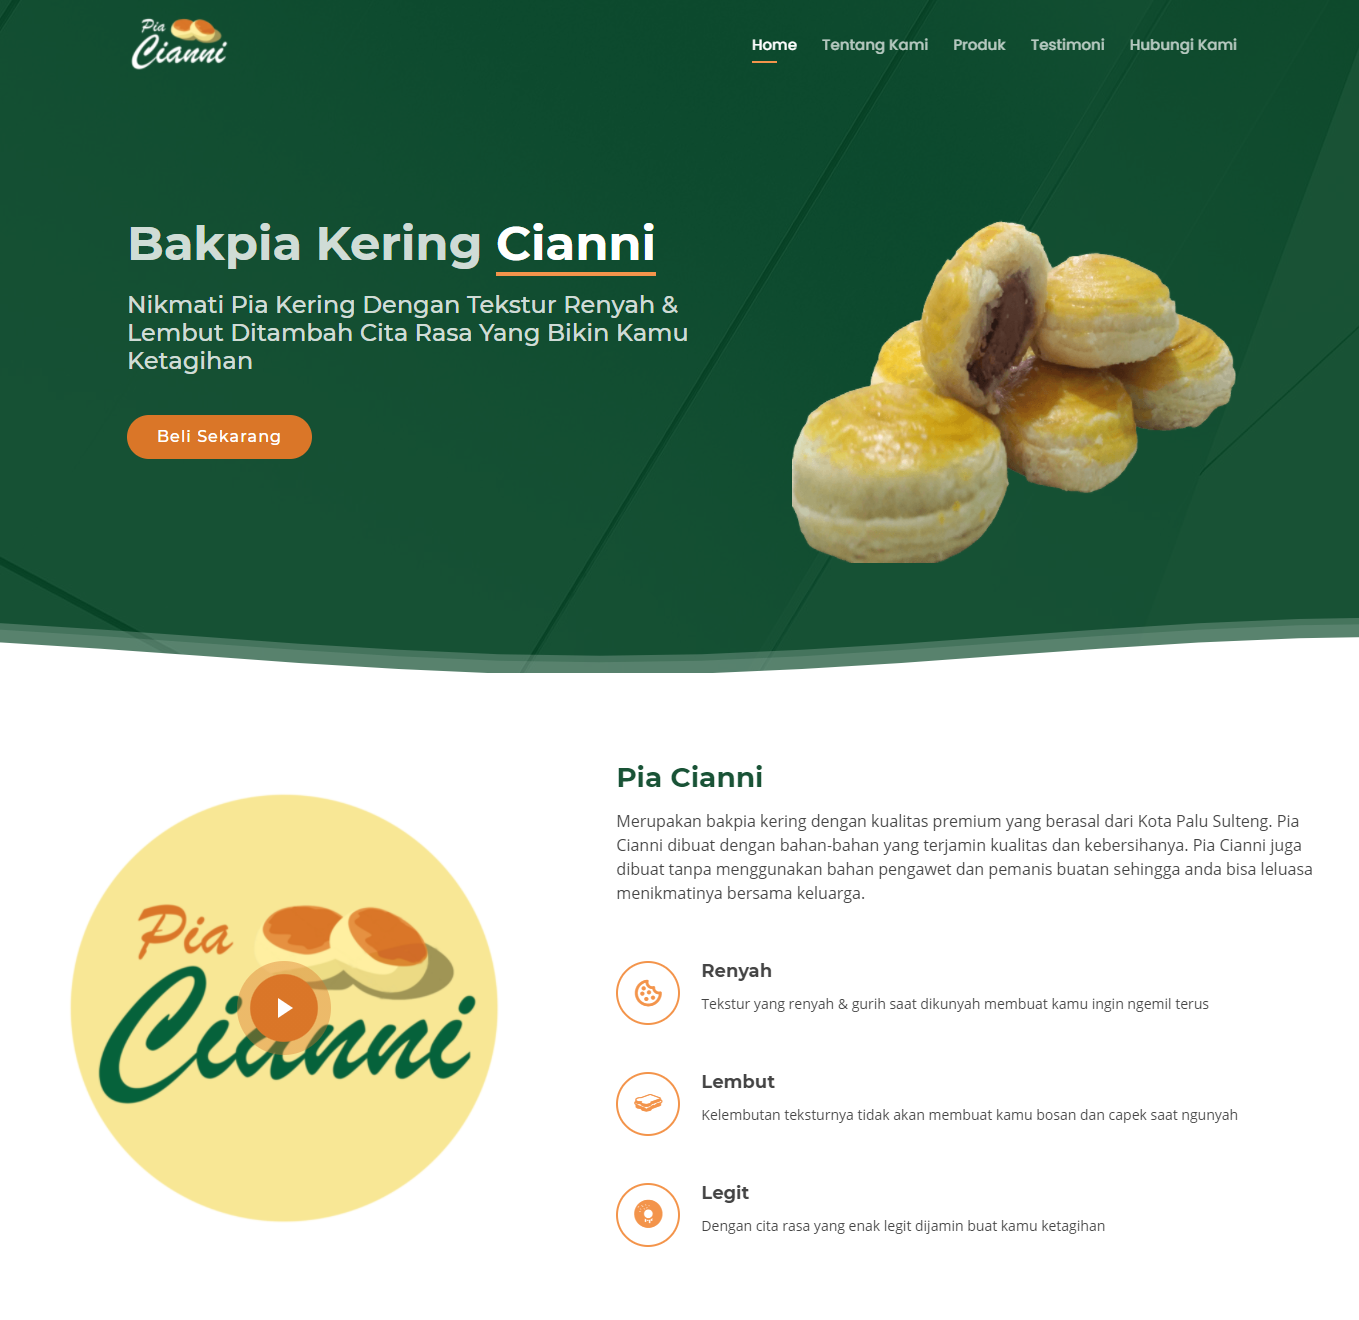 Pia
Cianni
Home Tentang Kami Produk Testimoni Hubungi Kami
Bakpia Kering Cianni
Nikmati Pia Kering Dengan Tekstur Renyah &
Lembut Ditambah Cita Rasa Yang Bikin Kamu
Ketagihan
Beli Sekarang
Pia Cianni
Merupakan bakpia kering dengan kualitas premium yang berasal dari Kota Palu Sulteng. Pia
Cianni dibuat dengan bahan-bahan yang terjamin kualitas dan kebersihanya. Pia Cianni juga
dibuat tanpa menggunakan bahan pengawet dan pemanis buatan sehingga anda bisa leluasa
menikmatinya bersama keluarga.
Pia
Cianni
Renyah
Tekstur yang renyah & gurih saat dikunyah membuat kamu ingin ngemil terus
Lembut
Kelembutan teksturnya tidak akan membuat kamu bosan dan capek saat ngunyah
Legit
Dengan cita rasa yang enak legit dijamin buat kamu ketagihan